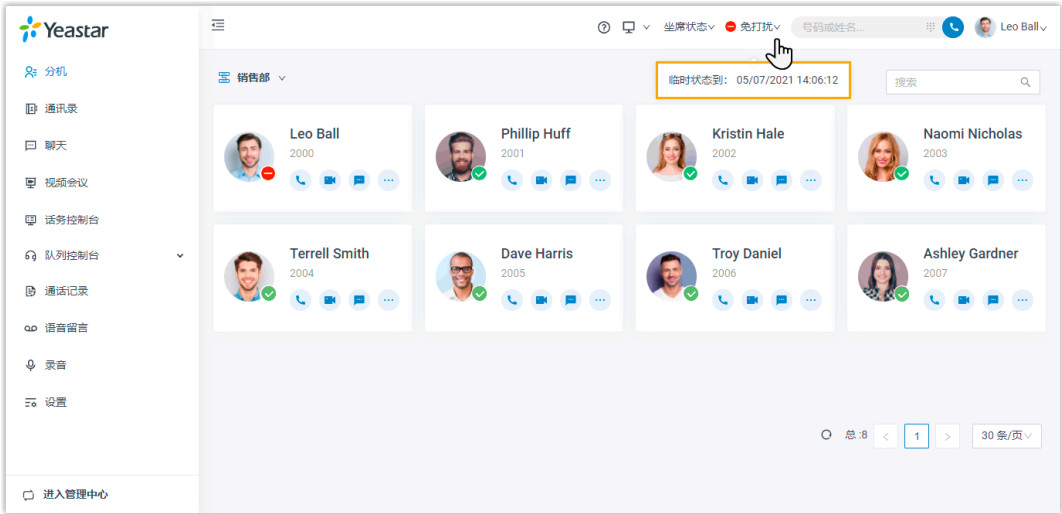 Yeastar
坐席状态
免打扰
号码或姓名...
Leo Ball
分机
通讯录
聊天
视频会议
话务控制台
队列控制台
通话记录
语音留言
录音
设置
进入管理中心
销售部
临时状态到： 05/07/2021 14:06:12
搜索
Leo Ball
2000
Phillip Huff
2001
Kristin Hale
2002
Naomi Nicholas
2003
Terrell Smith
2004
Dave Harris
2005
Troy Daniel
2006
Ashley Gardner
2007
总:8 < 1 > 30 条/页